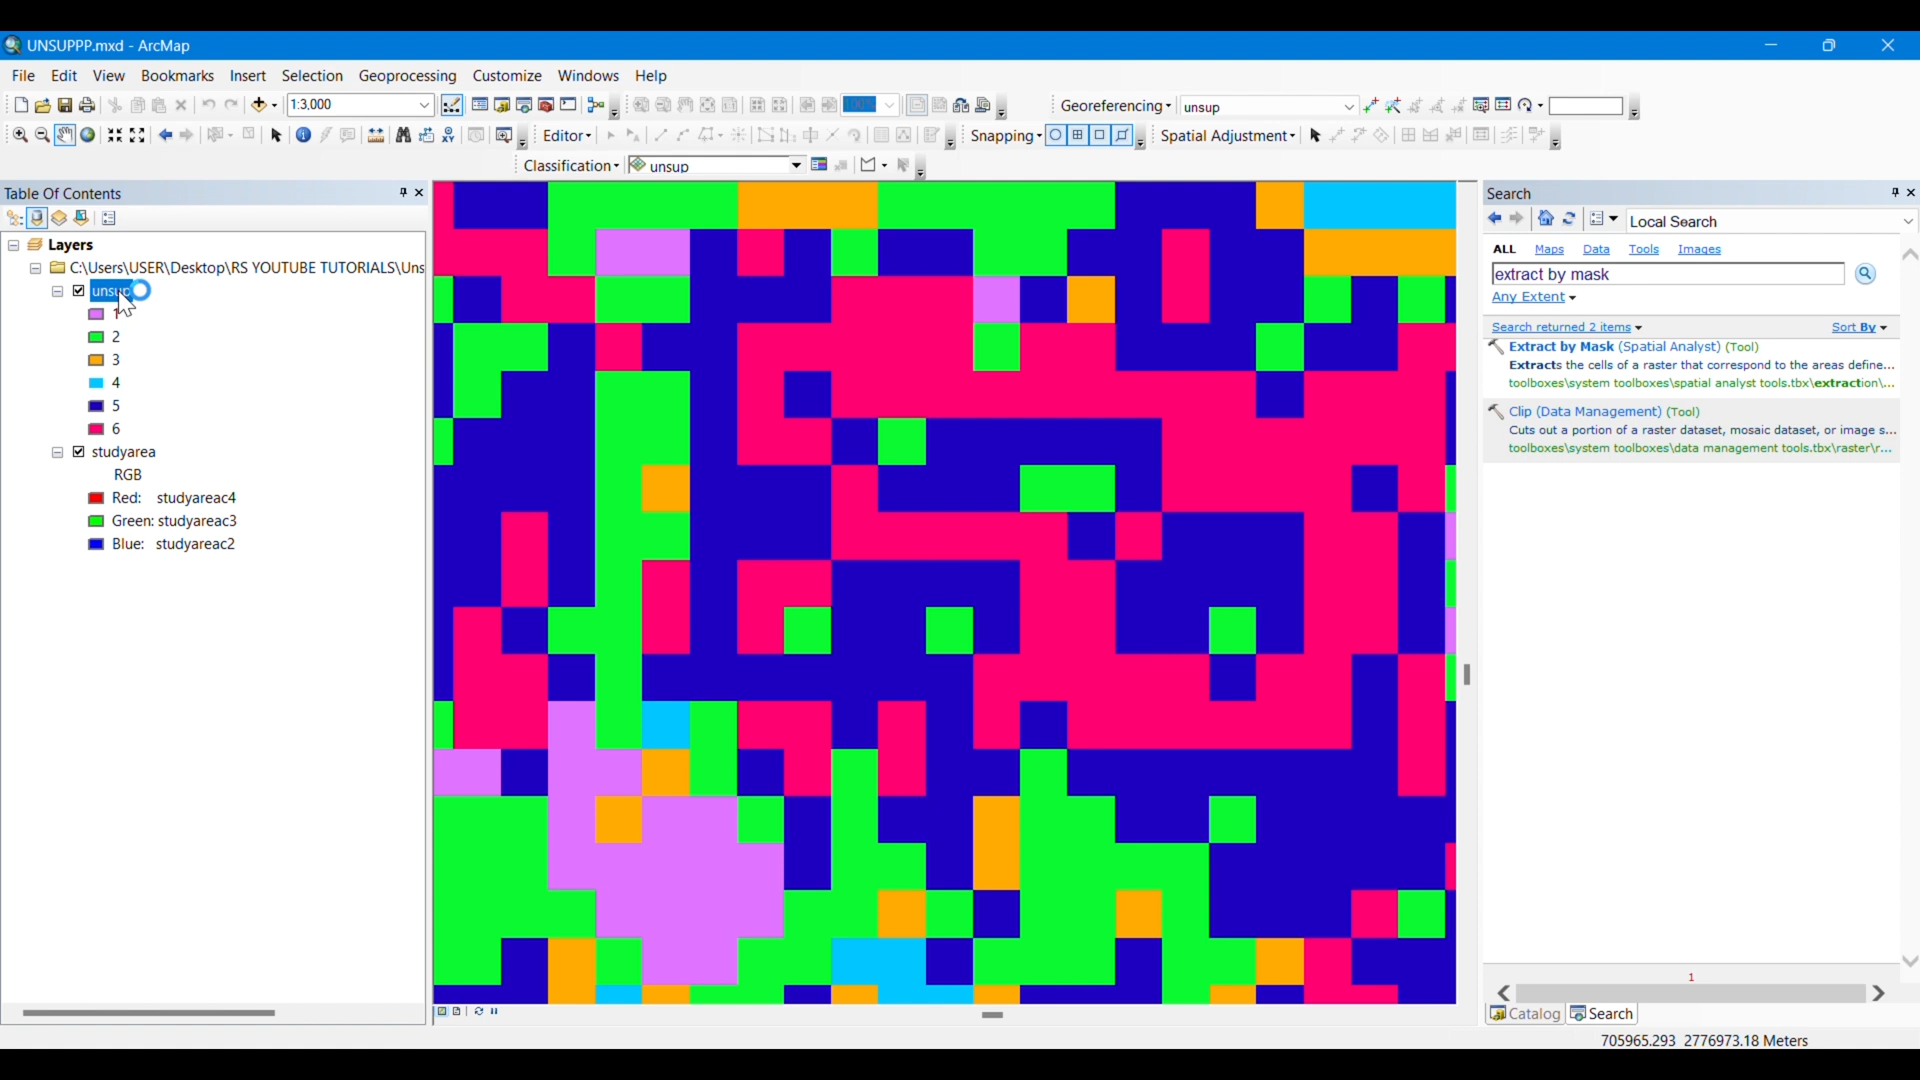 UNSUPPP.mxd - ArcMap
File Edit View Bookmarks Insert Selection Geoprocessing Customize Windows Help
1:3,000 100% Georeferencing unsup
Editor Snapping Spatial Adjustment
Classification unsup
Table Of Contents
Layers
C:\Users\USER\Desktop\RS YOUTUBE TUTORIALS\Uns
unsup
1
2
3
4
5
6
studyarea
RGB
Red: studyareac4
Green: studyareac3
Blue: studyareac2
Search
Local Search
ALL Maps Data Tools Images
extract by mask
Any Extent
Search returned 2 items Sort By
Extract by Mask (Spatial Analyst) (Tool)
Extracts the cells of a raster that correspond to the areas define...
toolboxes\system toolboxes\spatial analyst tools.tbx\extraction\...
Clip (Data Management) (Tool)
Cuts out a portion of a raster dataset, mosaic dataset, or image s...
toolboxes\system toolboxes\data management tools.tbx\raster\r...
1
Catalog Search
705965.293 2776973.18 Meters